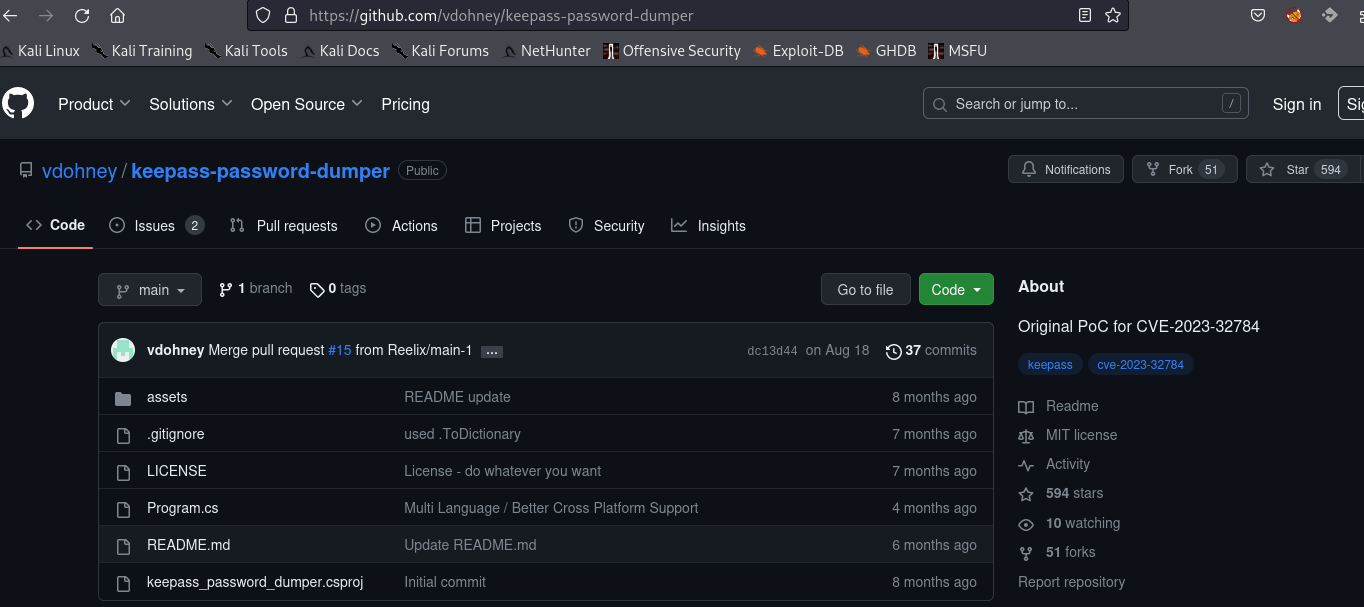 https://github.com/vdohney/keepass-password-dumper
Kali Linux Kali Training Kali Tools Kali Docs Kali Forums NetHunter Offensive Security Exploit-DB GHDB MSFU
Product Solutions Open Source Pricing Search or jump to... / Sign in Sig
vdohney / keepass-password-dumper Public Notifications Fork 51 Star 594
Code Issues 2 Pull requests Actions Projects Security Insights
main 1 branch 0 tags Go to file Code
vdohney Merge pull request #15 from Reelix/main-1 ... dc13d44 on Aug 18 37 commits
assets README update 8 months ago
.gitignore used .ToDictionary 7 months ago
LICENSE License - do whatever you want 7 months ago
Program.cs Multi Language / Better Cross Platform Support 4 months ago
README.md Update README.md 6 months ago
keepass_password_dumper.csproj Initial commit 8 months ago
About
Original PoC for CVE-2023-32784
keepass cve-2023-32784
Readme
MIT license
Activity
594 stars
10 watching
51 forks
Report repository